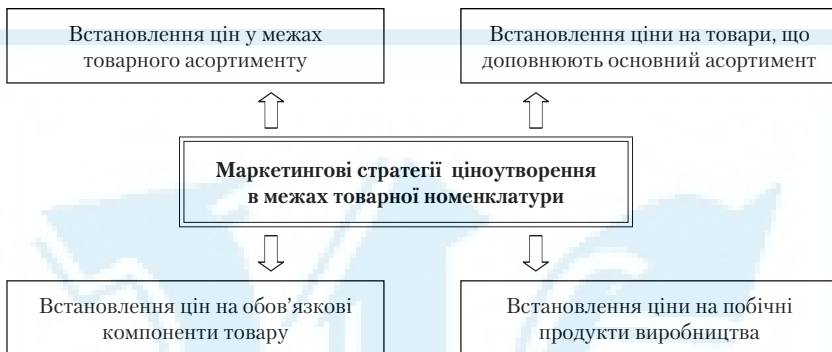 Встановлення цін у межах
товарного асортименту
Встановлення ціни на товари, що
доповнюють основний асортимент
Маркетингові стратегії ціноутворення
в межах товарної номенклатури
Встановлення цін на обов’язкові
компоненти товару
Встановлення ціни на побічні
продукти виробництва